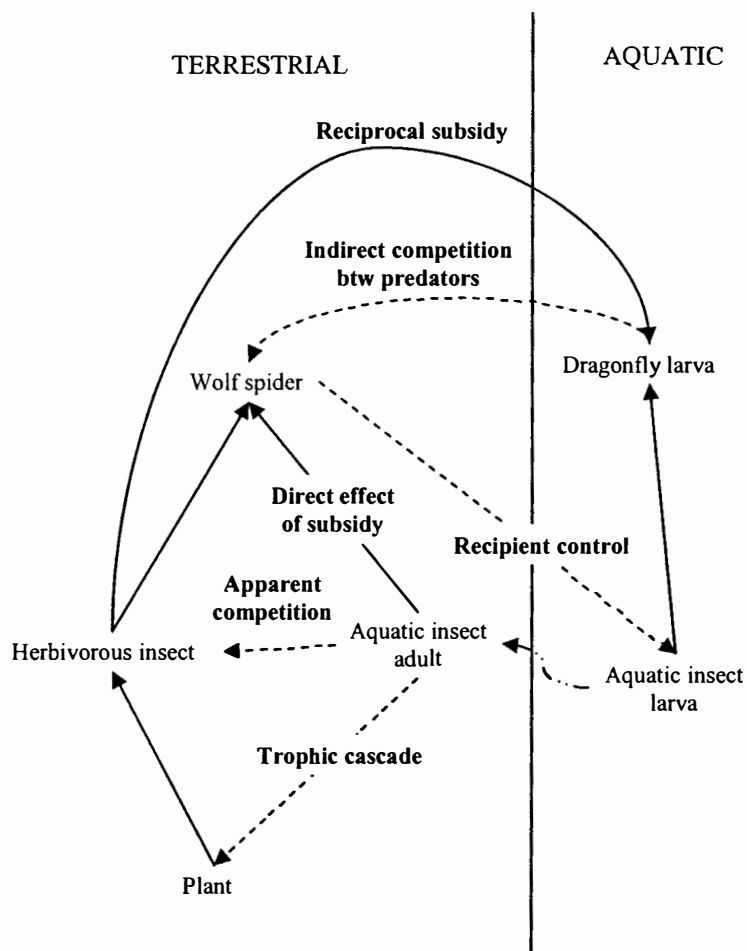 TERRESTRIAL
AQUATIC
Reciprocal subsidy
Indirect competition
btw predators
Wolf spider
Dragonfly larva
Direct effect
of subsidy
Recipient control
Apparent
competition
Herbivorous insect
Aquatic insect
adult
Aquatic insect
larva
Trophic cascade
Plant